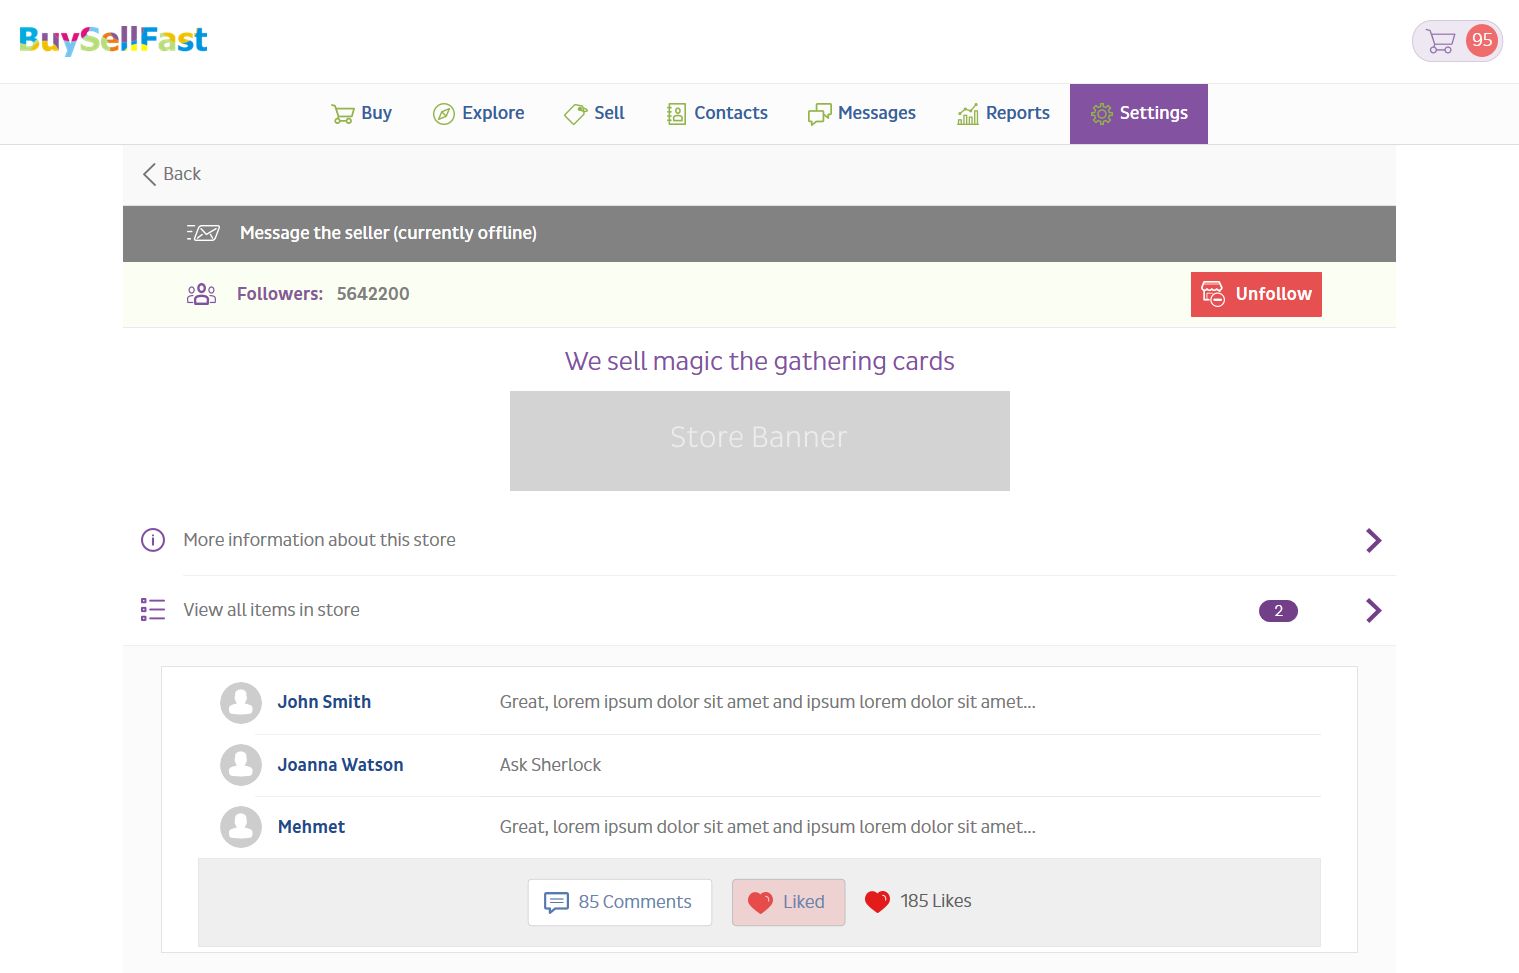 BuySellFast
95
Buy Explore Sell Contacts Messages Reports Settings
Back
Message the seller (currently offline)
Followers: 5642200 Unfollow
We sell magic the gathering cards
Store Banner
More information about this store
View all items in store 2
John Smith Great, lorem ipsum dolor sit amet and ipsum lorem dolor sit amet...
Joanna Watson Ask Sherlock
Mehmet Great, lorem ipsum dolor sit amet and ipsum lorem dolor sit amet...
85 Comments Liked 185 Likes